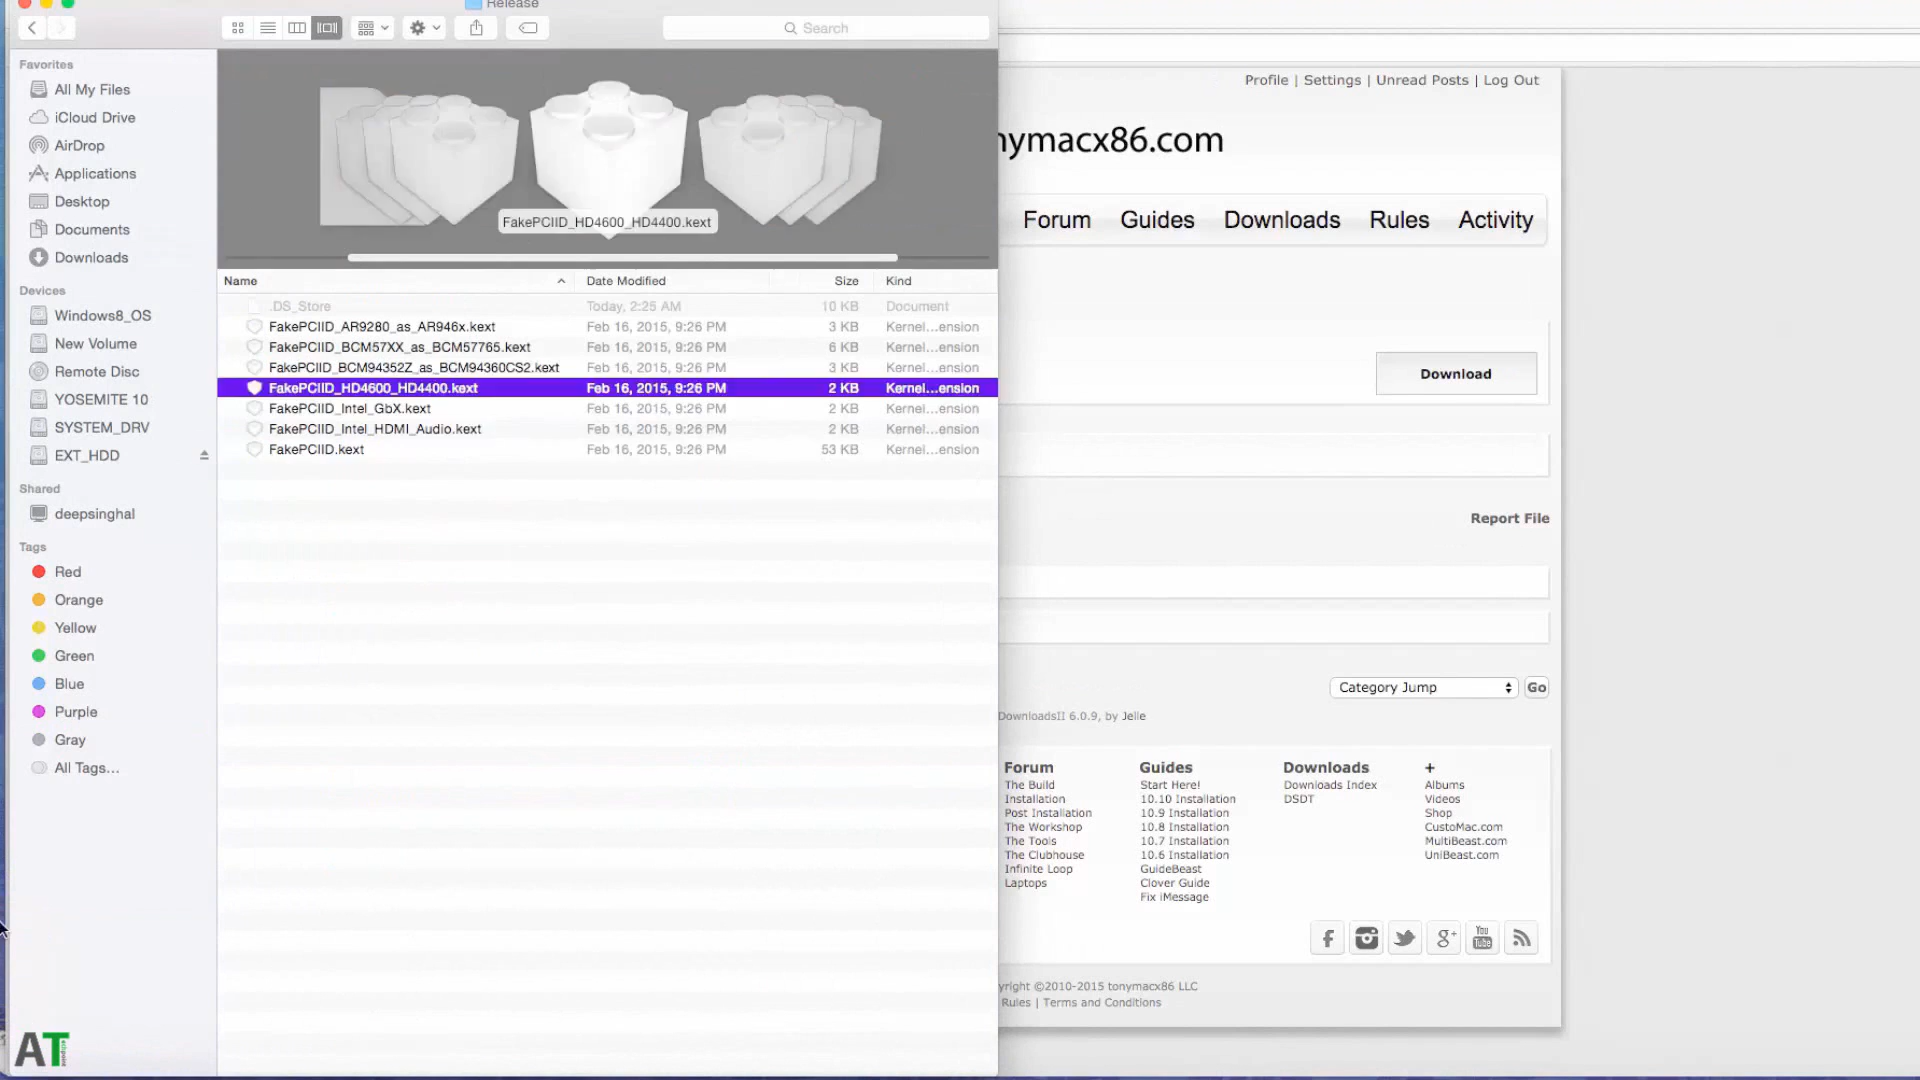 Release
Search
Favorites
All My Files
iCloud Drive
AirDrop
Applications
Desktop
Documents
Downloads
Devices
Windows8_OS
New Volume
Remote Disc
YOSEMITE 10
SYSTEM_DRV
EXT_HDD
Shared
deepsinghal
Tags
Red
Orange
Yellow
Green
Blue
Purple
Gray
All Tags...
FakePCIID_HD4600_HD4400.kext
Name Date Modified Size Kind
.DS_Store Today, 2:25 AM 10 KB Document
FakePCIID_AR9280_as_AR946x.kext Feb 16, 2015, 9:26 PM 3 KB Kernel...ension
FakePCIID_BCM57XX_as_BCM57765.kext Feb 16, 2015, 9:26 PM 6 KB Kernel...ension
FakePCIID_BCM94352Z_as_BCM94360CS2.kext Feb 16, 2015, 9:26 PM 3 KB Kernel...ension
FakePCIID_HD4600_HD4400.kext Feb 16, 2015, 9:26 PM 2 KB Kernel...ension
FakePCIID_Intel_GbX.kext Feb 16, 2015, 9:26 PM 2 KB Kernel...ension
FakePCIID_Intel_HDMI_Audio.kext Feb 16, 2015, 9:26 PM 2 KB Kernel...ension
FakePCIID.kext Feb 16, 2015, 9:26 PM 53 KB Kernel...ension
Profile | Settings | Unread Posts | Log Out
nymacx86.com
Forum Guides Downloads Rules Activity
Download
Report File
Category Jump Go
DownloadsII 6.0.9, by Jelle
Forum
The Build
Installation
Post Installation
The Workshop
The Tools
The Clubhouse
Infinite Loop
Laptops
Guides
Start Here!
10.10 Installation
10.9 Installation
10.8 Installation
10.7 Installation
10.6 Installation
GuideBeast
Clover Guide
Fix iMessage
Downloads
Downloads Index
DSDT
+
Albums
Videos
Shop
CustoMac.com
MultiBeast.com
UniBeast.com
f g+ You Tube
yright ©2010-2015 tonymacx86 LLC
Rules | Terms and Conditions
AT